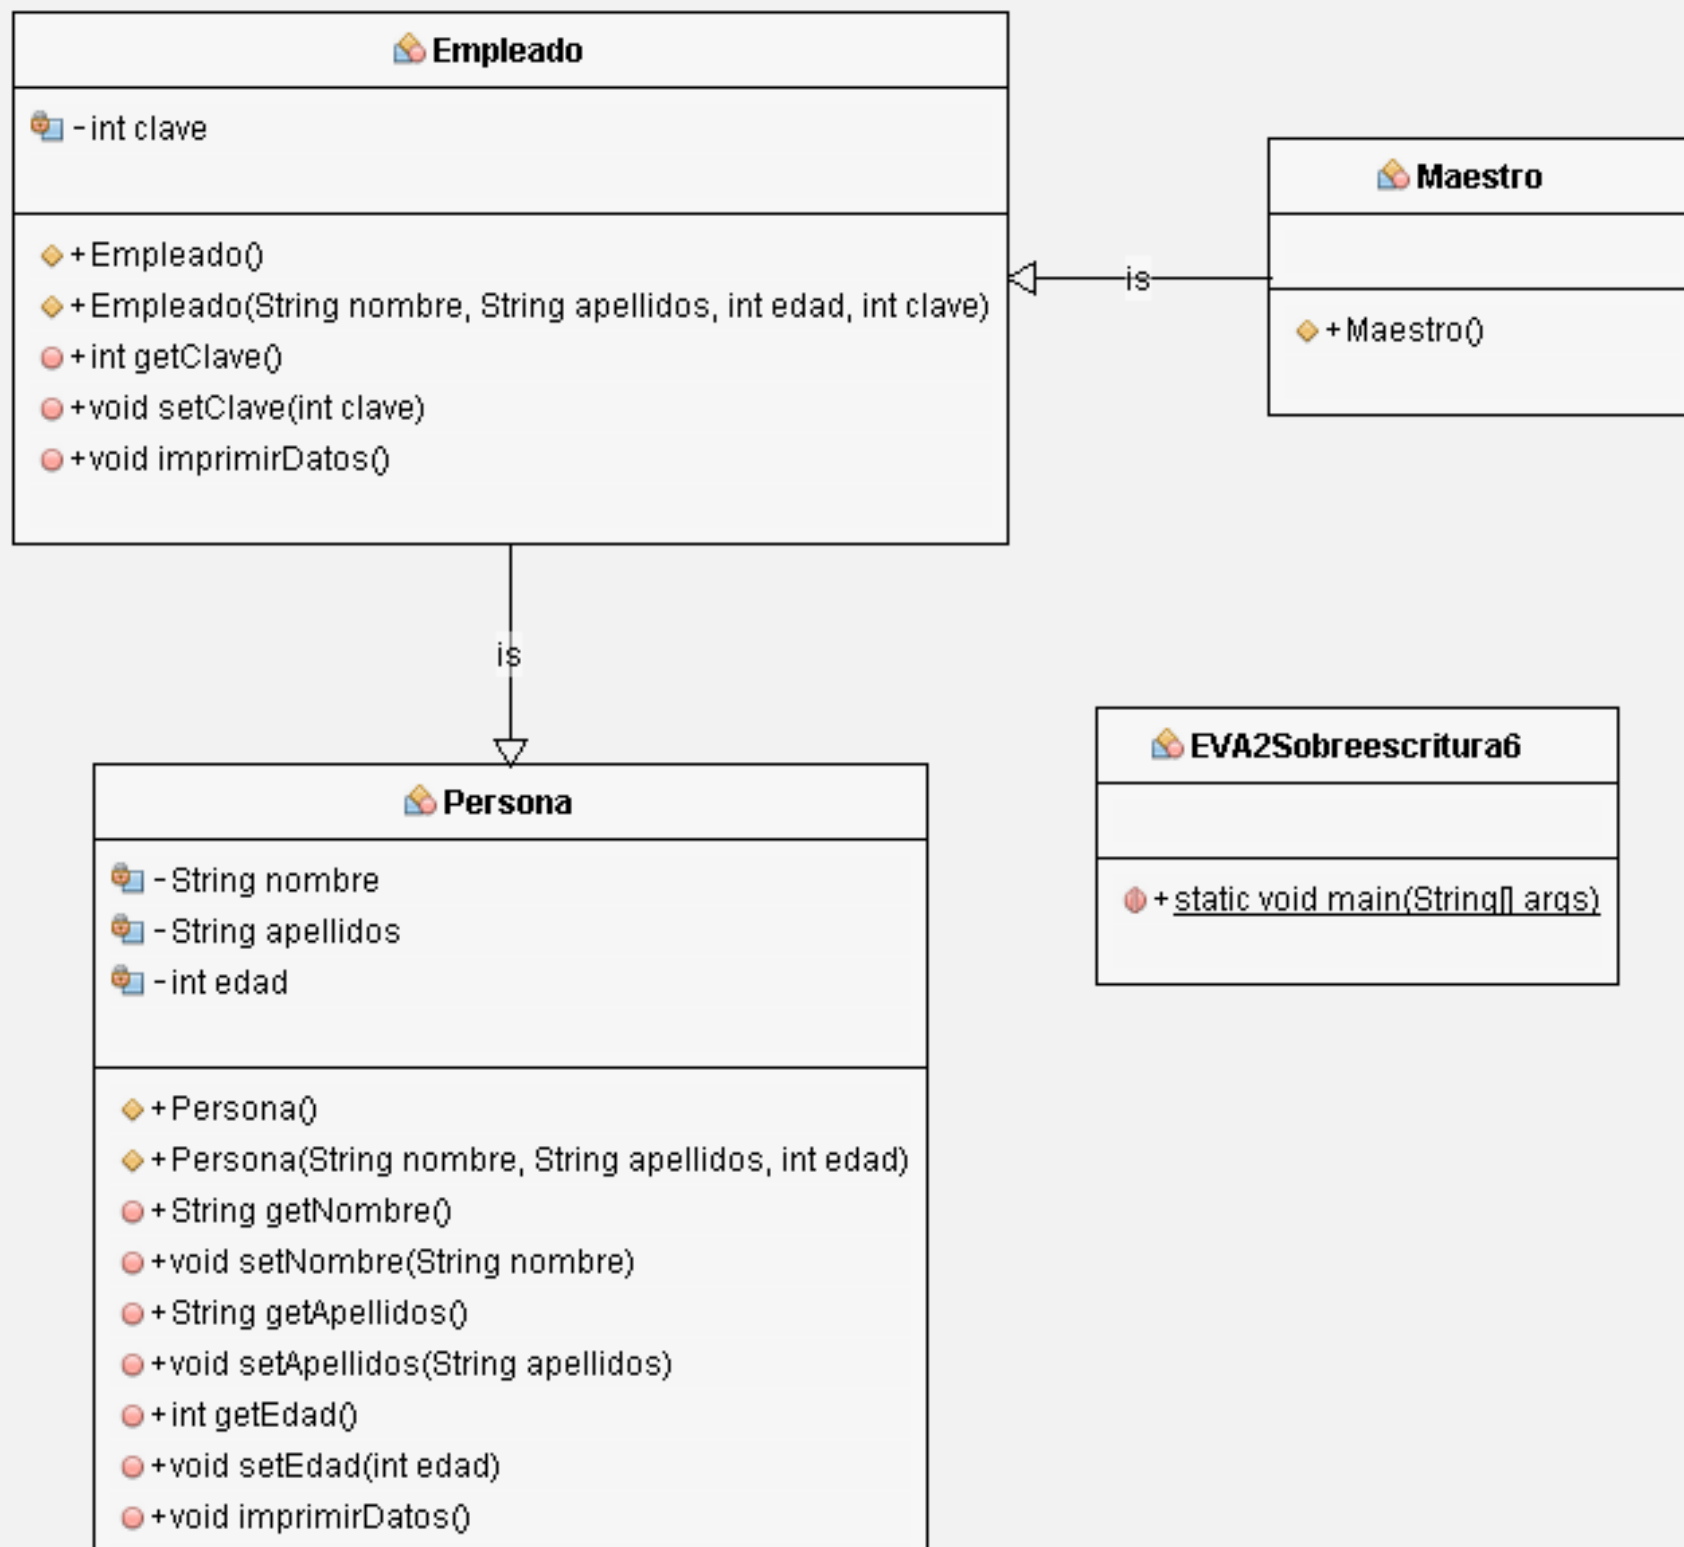 Empleado
-int clave
+Empleado()
+Empleado(String nombre, String apellidos, int edad, int clave)
+int getClave()
+void setClave(int clave)
+void imprimirDatos()
is
Maestro
+Maestro()
is
Persona
-String nombre
-String apellidos
-int edad
+Persona()
+Persona(String nombre, String apellidos, int edad)
+String getNombre()
+void setNombre(String nombre)
+String getApellidos()
+void setApellidos(String apellidos)
+int getEdad()
+void setEdad(int edad)
+void imprimirDatos()
EVA2Sobreescritura6
+static void main(String[] args)